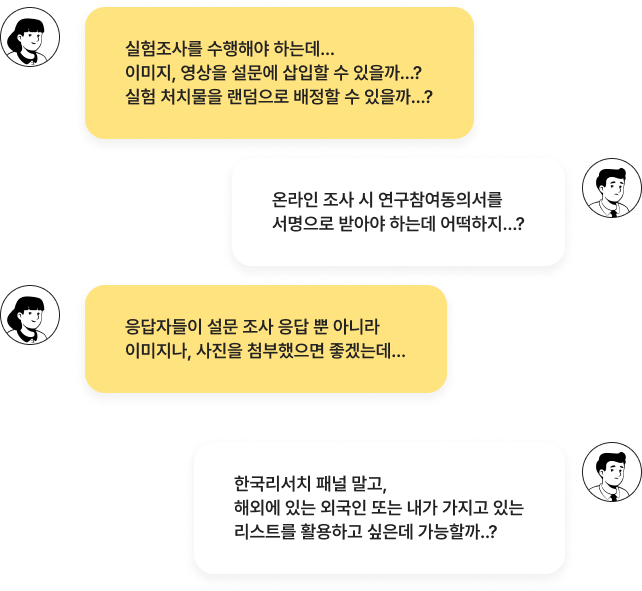 실험조사를 수행해야 하는데...
이미지, 영상을 설문에 삽입할 수 있을까...?
실험 처치물을 랜덤으로 배정할 수 있을까...?
온라인 조사 시 연구참여동의서를
서명으로 받아야 하는데 어떡하지...?
응답자들이 설문 조사 응답 뿐 아니라
이미지나, 사진을 첨부했으면 좋겠는데...
한국리서치 패널 말고,
해외에 있는 외국인 또는 내가 가지고 있는
리스트를 활용하고 싶은데 가능할까..?